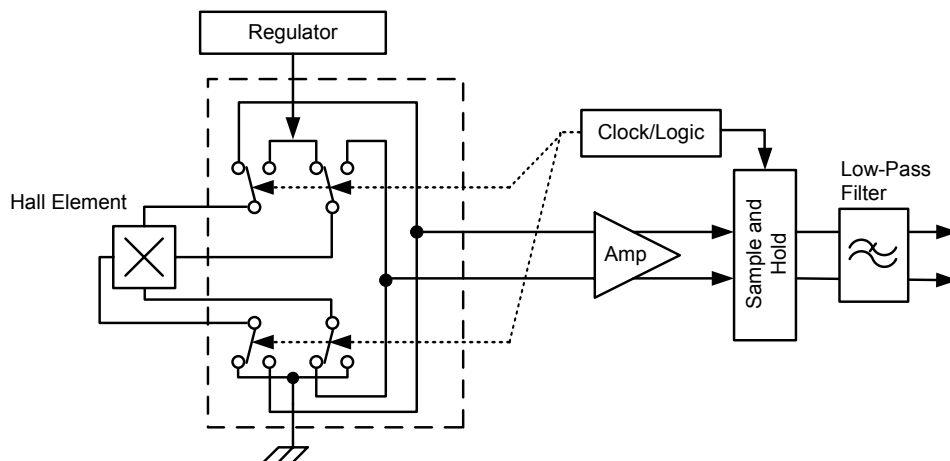 Regulator
Clock/Logic
Low-Pass
Filter
Hall Element
Amp
Sample and
Hold